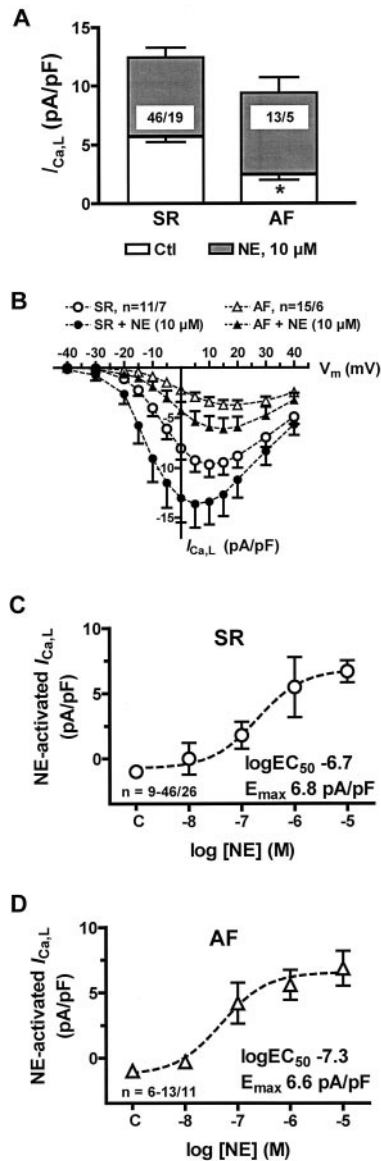 A
I_Ca,L (pA/pF)
15
10
5
0
46/19
13/5
*
SR
AF
Ctl
NE, 10 µM
B
SR, n=11/7
AF, n=15/6
SR + NE (10 µM)
AF + NE (10 µM)
-40 -30 -20 -10 10 20 30 40
V_m (mV)
-5
-10
-15
I_Ca,L (pA/pF)
C
SR
NE-activated I_Ca,L
(pA/pF)
10
5
0
logEC_50 -6.7
E_max 6.8 pA/pF
n = 9-46/26
C -8 -7 -6 -5
log [NE] (M)
D
AF
NE-activated I_Ca,L
(pA/pF)
10
5
0
logEC_50 -7.3
E_max 6.6 pA/pF
n = 6-13/11
C -8 -7 -6 -5
log [NE] (M)